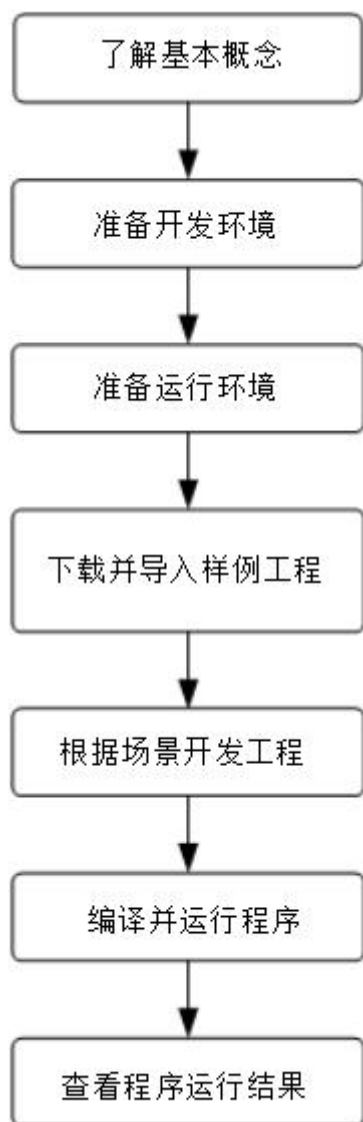 了解基本概念
准备开发环境
准备运行环境
下载并导入样例工程
根据场景开发工程
编译并运行程序
查看程序运行结果